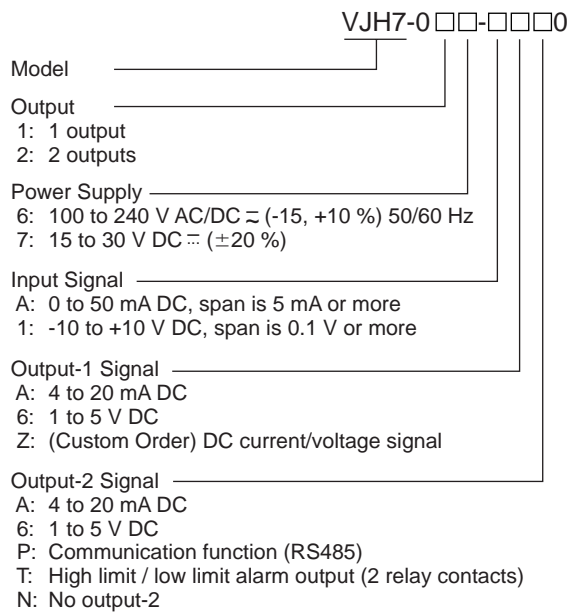 VJH7-0□□-□□□0
Model
Output
1: 1 output
2: 2 outputs
Power Supply
6: 100 to 240 V AC/DC ⏦ (-15, +10 %) 50/60 Hz
7: 15 to 30 V DC ⎓ (±20 %)
Input Signal
A: 0 to 50 mA DC, span is 5 mA or more
1: -10 to +10 V DC, span is 0.1 V or more
Output-1 Signal
A: 4 to 20 mA DC
6: 1 to 5 V DC
Z: (Custom Order) DC current/voltage signal
Output-2 Signal
A: 4 to 20 mA DC
6: 1 to 5 V DC
P: Communication function (RS485)
T: High limit / low limit alarm output (2 relay contacts)
N: No output-2